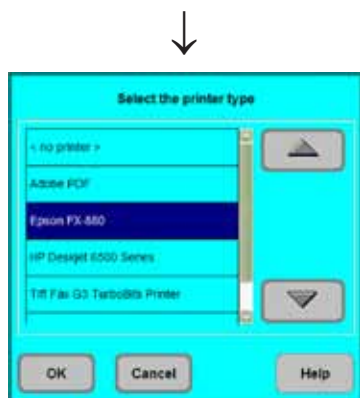 Select the printer type
< no printer >
Adobe PDF
Epson FX-880
HP Deskjet 6500 Series
Tiff Fax G3 TurboBits Printer
OK
Cancel
Help